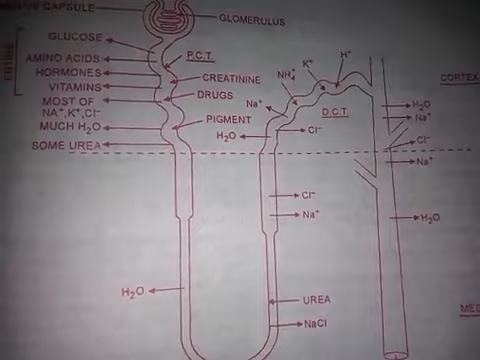 CAPSULE
GLOMERULUS
GLUCOSE
P.C.T.
AMINO ACIDS
HORMONES
VITAMINS
MOST OF
NA⁺,K⁺,Cl⁻
MUCH H₂O
SOME UREA
CREATININE
DRUGS
PIGMENT
H₂O
Na⁺
NH₄⁺
K⁺
H⁺
D.C.T.
Cl⁻
CORTEX
H₂O
Na⁺
Cl⁻
Na⁺
H₂O
Cl⁻
Na⁺
H₂O
UREA
NaCl
MED